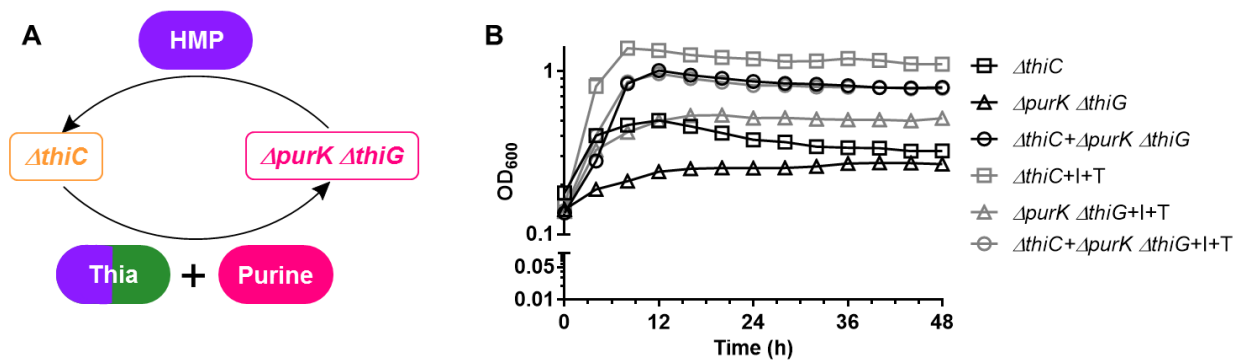 A
HMP
ΔthiC
ΔpurK ΔthiG
Thia + Purine
B
OD600
1
0.1
0.05
0.01
0 12 24 36 48
Time (h)
ΔthiC
ΔpurK ΔthiG
ΔthiC+ΔpurK ΔthiG
ΔthiC+I+T
ΔpurK ΔthiG+I+T
ΔthiC+ΔpurK ΔthiG+I+T